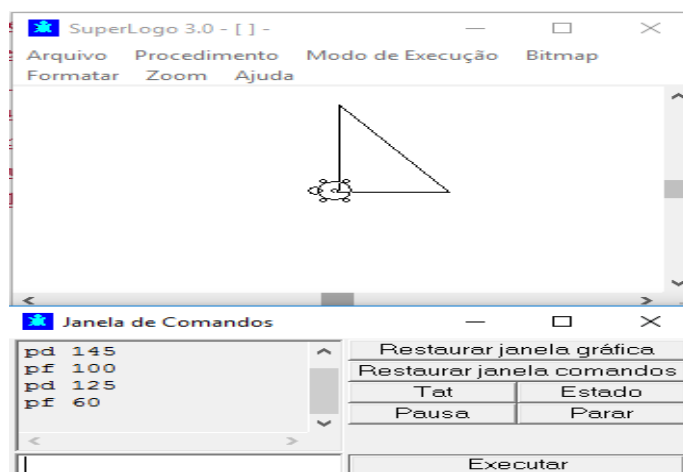 SuperLogo 3.0 - [ ] -
Arquivo Procedimento Modo de Execução Bitmap
Formatar Zoom Ajuda
Janela de Comandos
pd 145
pf 100
pd 125
pf 60
Restaurar janela gráfica
Restaurar janela comandos
Tat Estado
Pausa Parar
Executar